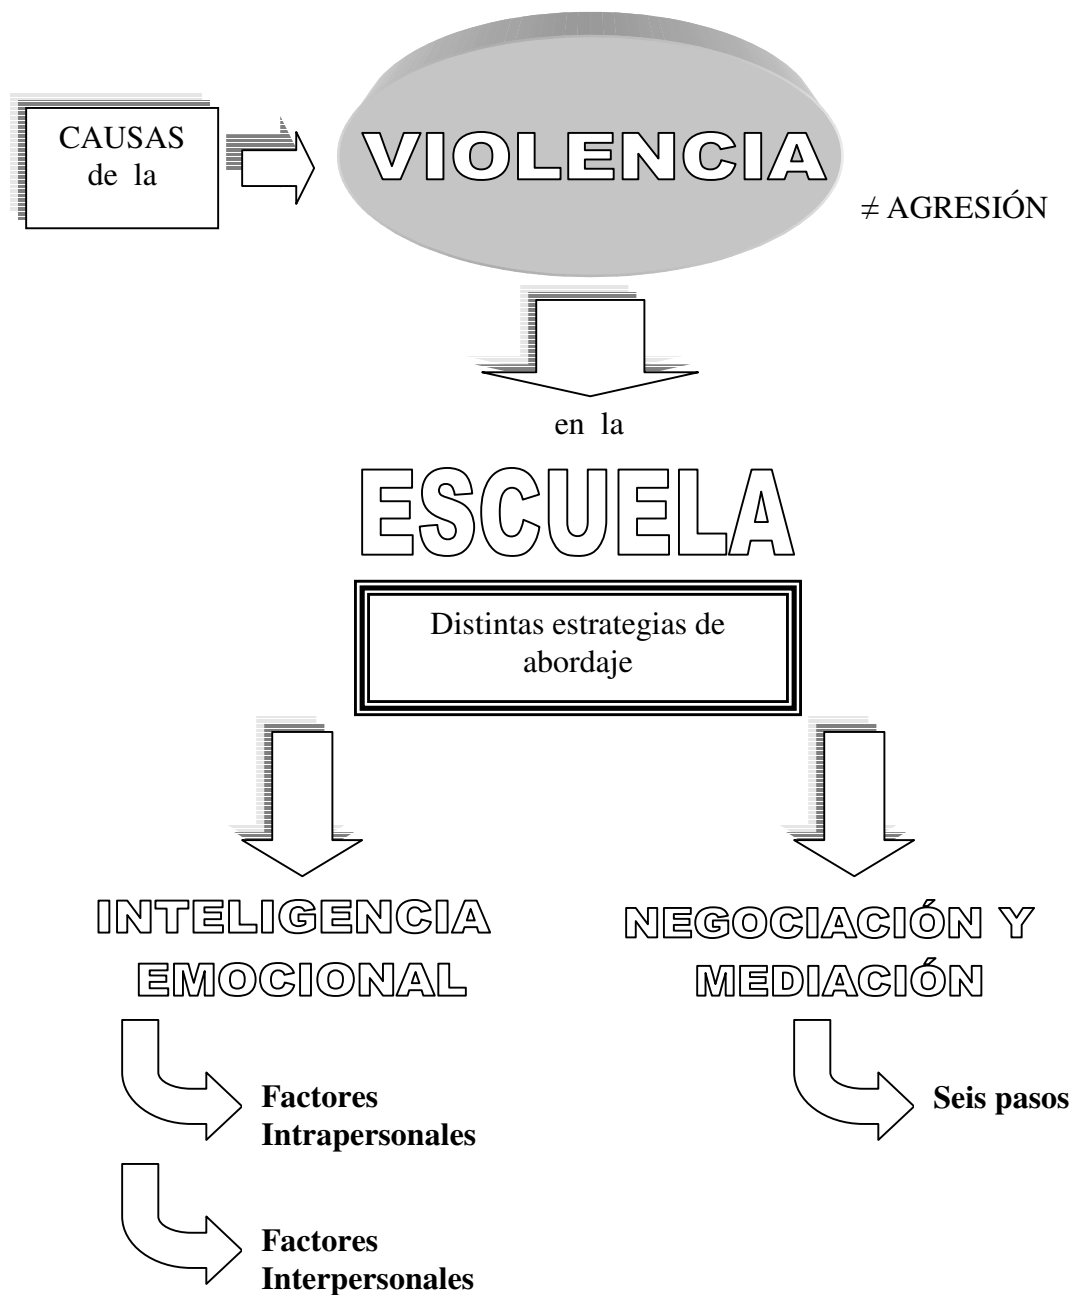 CAUSAS
de la
VIOLENCIA
≠ AGRESIÓN
en la
ESCUELA
Distintas estrategias de
abordaje
INTELIGENCIA
EMOCIONAL
Factores
Intrapersonales
Factores
Interpersonales
NEGOCIACIÓN Y
MEDIACIÓN
Seis pasos